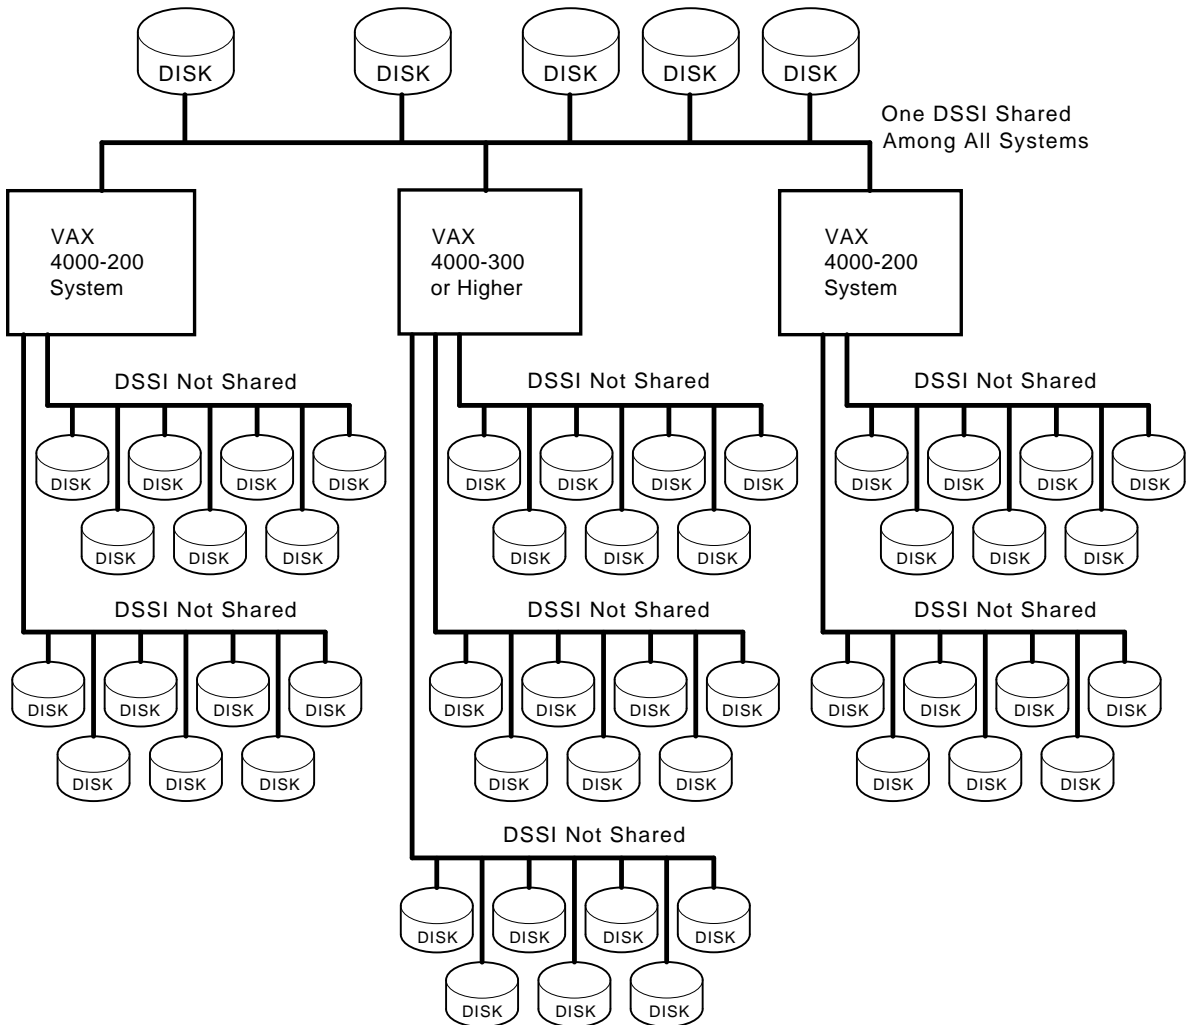 DISK DISK DISK DISK DISK
One DSSI Shared
Among All Systems
VAX
4000-200
System
VAX
4000-300
or Higher
VAX
4000-200
System
DSSI Not Shared
DISK DISK DISK DISK
DISK DISK DISK
DSSI Not Shared
DISK DISK DISK DISK
DISK DISK DISK
DSSI Not Shared
DISK DISK DISK DISK
DISK DISK DISK
DSSI Not Shared
DISK DISK DISK DISK
DISK DISK DISK
DSSI Not Shared
DISK DISK DISK DISK
DISK DISK DISK
DSSI Not Shared
DISK DISK DISK DISK
DISK DISK DISK
DSSI Not Shared
DISK DISK DISK DISK
DISK DISK DISK